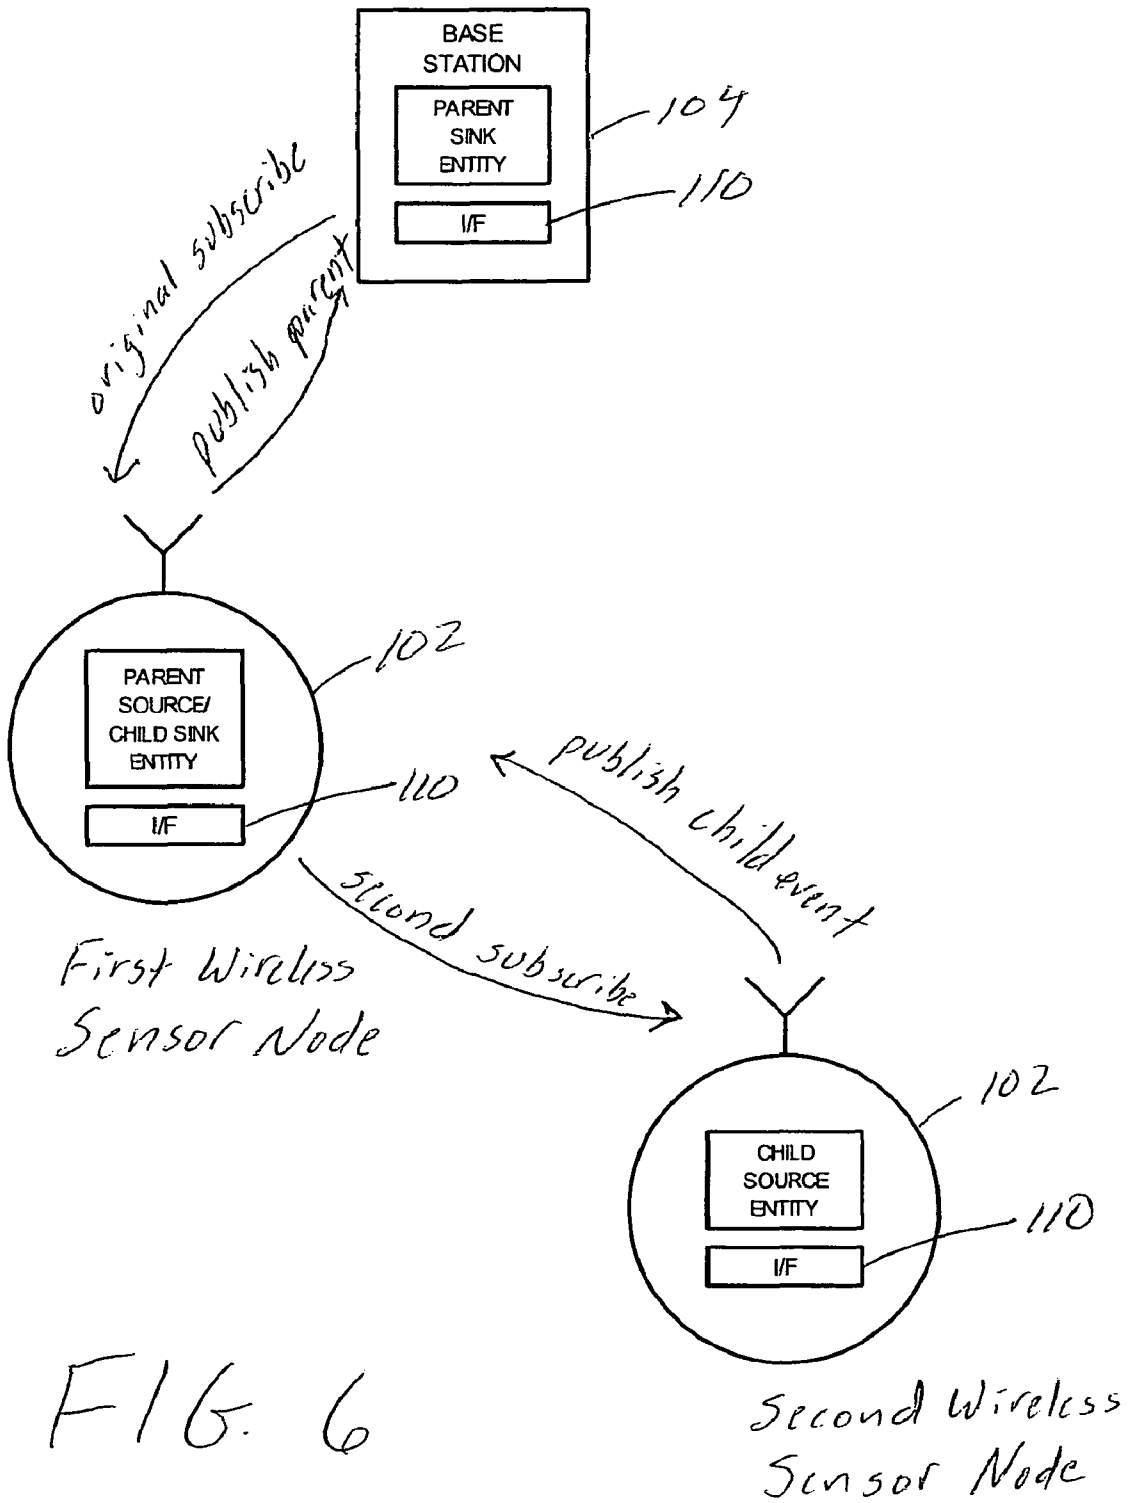 BASE
STATION
PARENT
SINK
ENTITY
I/F
104
110
original subscribe
publish parent
PARENT
SOURCE/
CHILD SINK
ENTITY
I/F
102
110
publish child event
second subscribe
First Wireless
Sensor Node
CHILD
SOURCE
ENTITY
I/F
102
110
Second Wireless
Sensor Node
FIG. 6